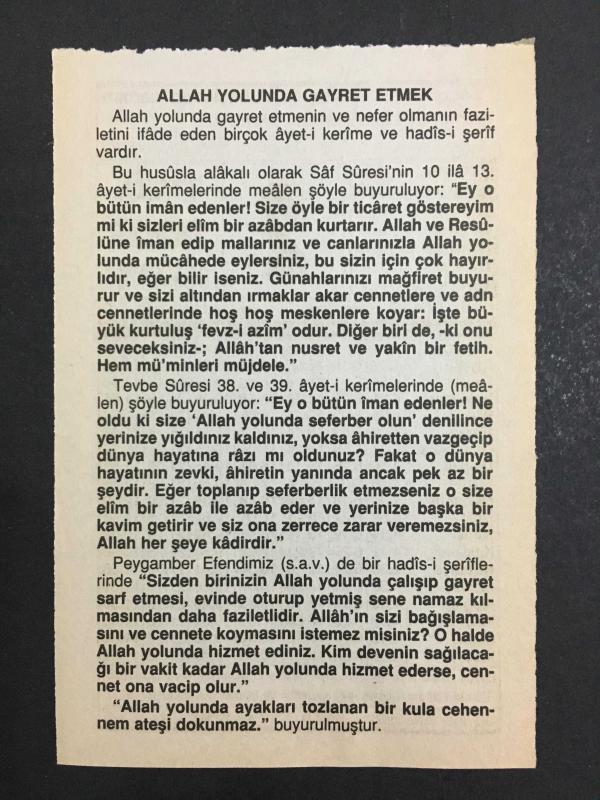 ALLAH YOLUNDA GAYRET ETMEK
Allah yolunda gayret etmenin ve nefer olmanın fazi-
letini ifâde eden birçok âyet-i kerîme ve hadîs-i şerîf
vardır.
Bu husûsla alâkalı olarak Sâf Sûresi'nin 10 ilâ 13.
âyet-i kerîmelerinde meâlen şöyle buyuruluyor: “Ey o
bütün imân edenler! Size öyle bir ticâret göstereyim
mi ki sizleri elîm bir azâbdan kurtarır. Allah ve Resû-
lüne îman edip mallarınız ve canlarınızla Allah yo-
lunda mücâhede eylersiniz, bu sizin için çok hayır-
lıdır, eğer bilir iseniz. Günahlarınızı mağfiret buyu-
rur ve sizi altından ırmaklar akar cennetlere ve adn
cennetlerinde hoş hoş meskenlere koyar: İşte bü-
yük kurtuluş ‘fevz-i azîm’ odur. Diğer biri de, -ki onu
seveceksiniz-; Allâh’tan nusret ve yakîn bir fetih.
Hem mü’minleri müjdele.”
Tevbe Sûresi 38. ve 39. âyet-i kerîmelerinde (meâ-
len) şöyle buyuruluyor: “Ey o bütün îman edenler! Ne
oldu ki size ‘Allah yolunda seferber olun’ denilince
yerinize yığıldınız kaldınız, yoksa âhiretten vazgeçip
dünya hayatına râzı mı oldunuz? Fakat o dünya
hayatının zevki, âhiretin yanında ancak pek az bir
şeydir. Eğer toplanıp seferberlik etmezseniz o size
elîm bir azâb ile azâb eder ve yerinize başka bir
kavim getirir ve siz ona zerrece zarar veremezsiniz,
Allah her şeye kâdirdir.”
Peygamber Efendimiz (s.a.v.) de bir hadîs-i şerîfle-
rinde “Sizden birinizin Allah yolunda çalışıp gayret
sarf etmesi, evinde oturup yetmiş sene namaz kıl-
masından daha faziletlidir. Allâh’ın sizi bağışlama-
sını ve cennete koymasını istemez misiniz? O halde
Allah yolunda hizmet ediniz. Kim devenin sağılaca-
ğı bir vakit kadar Allah yolunda hizmet ederse, cen-
net ona vacip olur.”
“Allah yolunda ayakları tozlanan bir kula cehen-
nem ateşi dokunmaz.” buyurulmuştur.